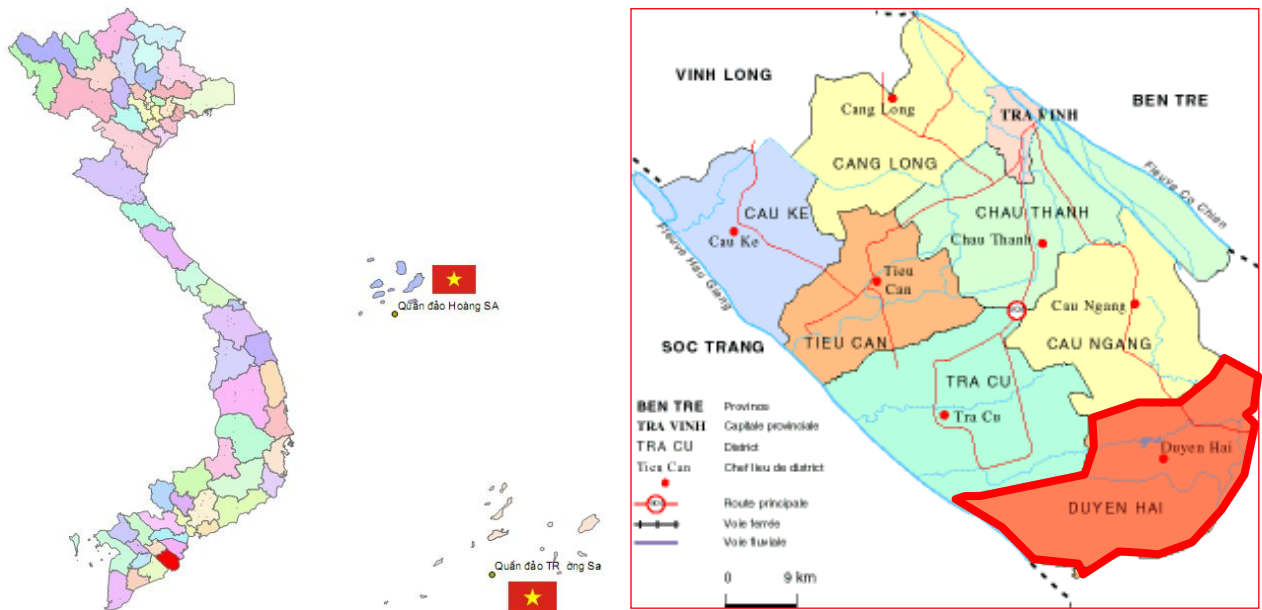 Quần đảo Hoàng SA
Quần đảo TR ờng Sa
VINH LONG
BEN TRE
Cang Long
TRA VINH
CANG LONG
Fleuve Co Chien
CAU KE
CHAU THANH
Cau Ke
Chau Thanh
Fleuve Hau Giang
Tieu
Can
Cau Ngang
SOC TRANG
TIEU CAN
CAU NGANG
TRA CU
Tra Cu
Duyen Hai
DUYEN HAI
BEN TRE Province
TRA VINH Capitale provinciale
TRA CU District
Tieu Can Chef lieu de district
Route principale
Voie ferrée
Voie fluviale
0 9 km